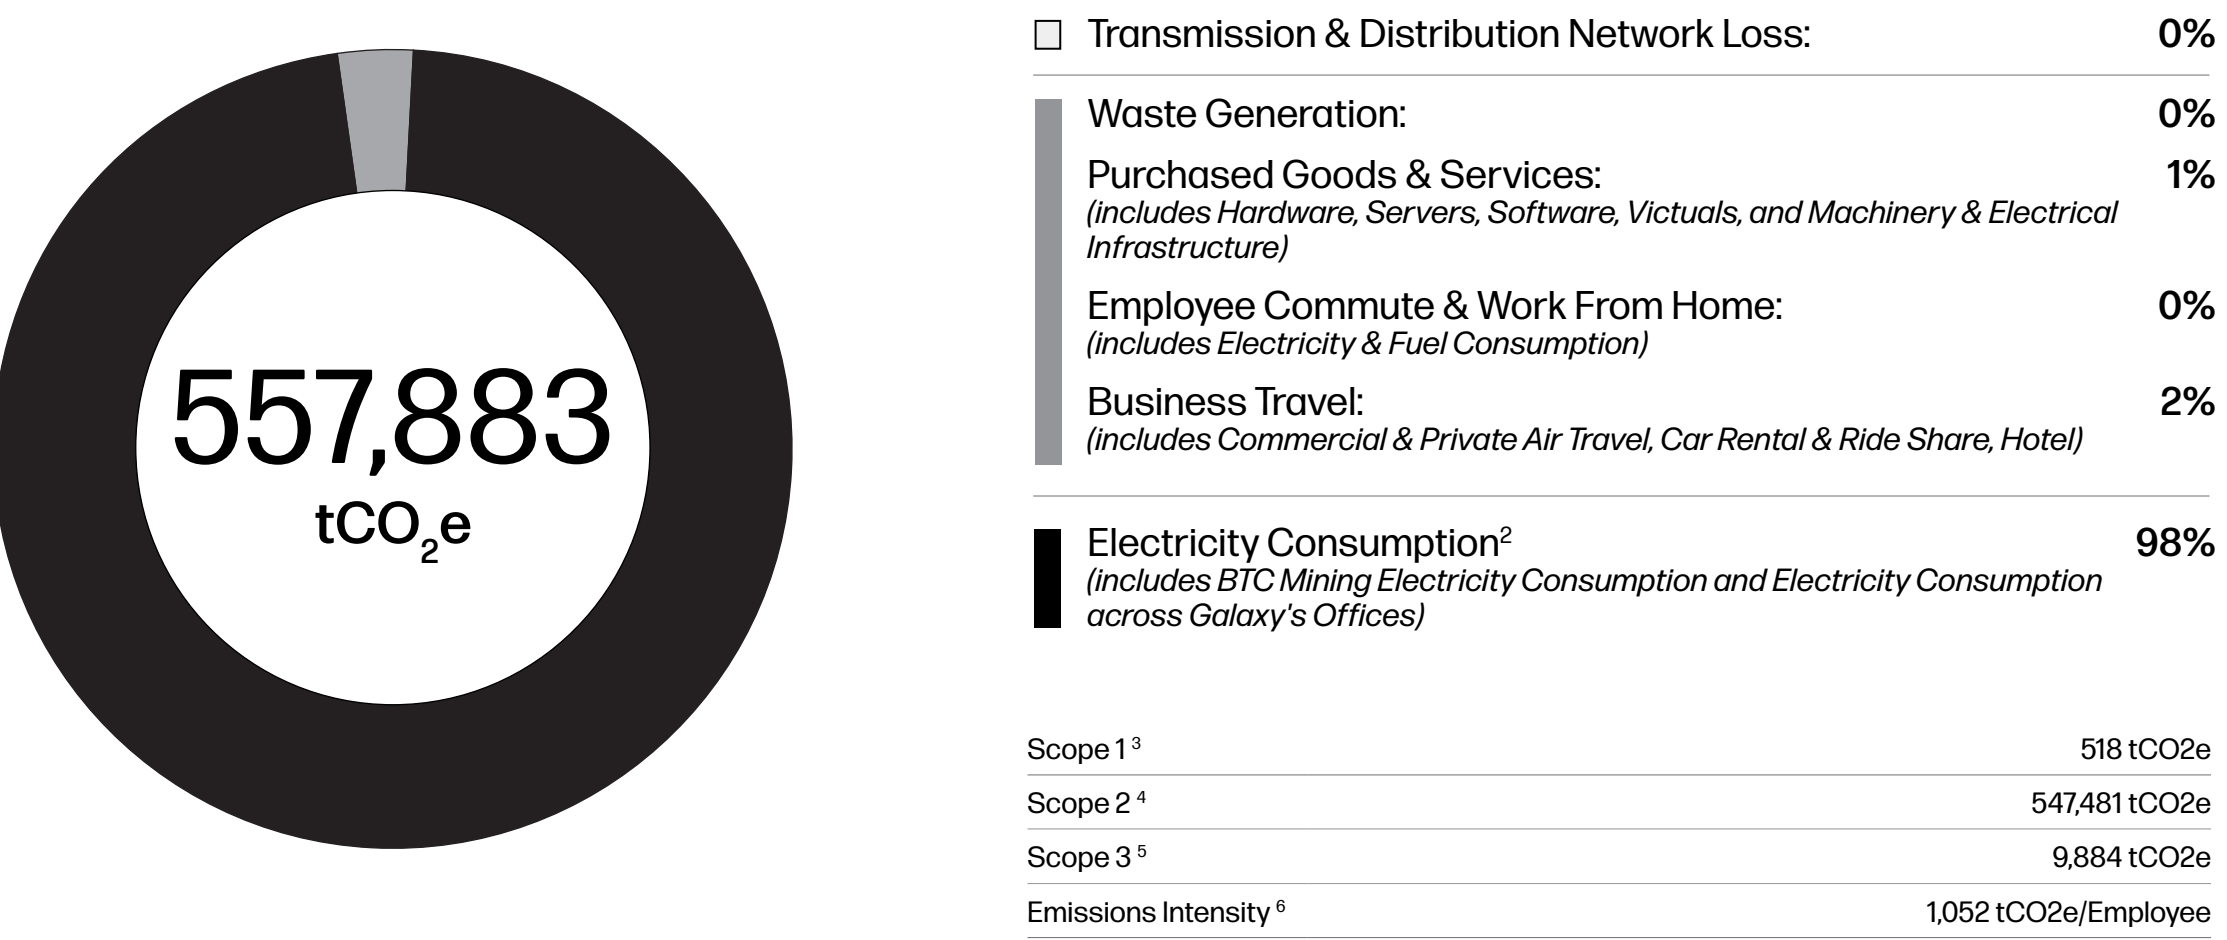 557,883
tCO₂e
Transmission & Distribution Network Loss: 0%
Waste Generation: 0%
Purchased Goods & Services: 1%
(includes Hardware, Servers, Software, Victuals, and Machinery & Electrical
Infrastructure)
Employee Commute & Work From Home: 0%
(includes Electricity & Fuel Consumption)
Business Travel: 2%
(includes Commercial & Private Air Travel, Car Rental & Ride Share, Hotel)
Electricity Consumption² 98%
(includes BTC Mining Electricity Consumption and Electricity Consumption
across Galaxy's Offices)
Scope 1 ³ 518 tCO2e
Scope 2 ⁴ 547,481 tCO2e
Scope 3 ⁵ 9,884 tCO2e
Emissions Intensity ⁶ 1,052 tCO2e/Employee